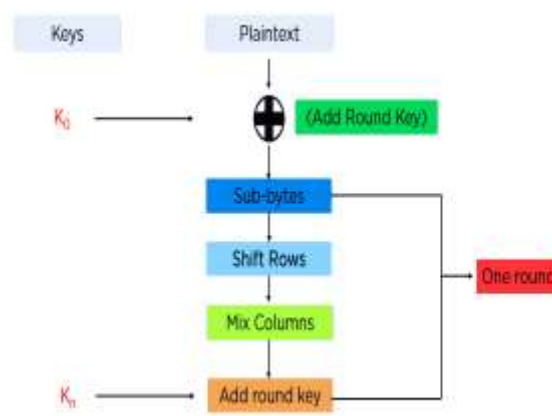 Keys
Plaintext
K0
(Add Round Key)
Sub-bytes
Shift Rows
One round
Mix Columns
Kn
Add round key